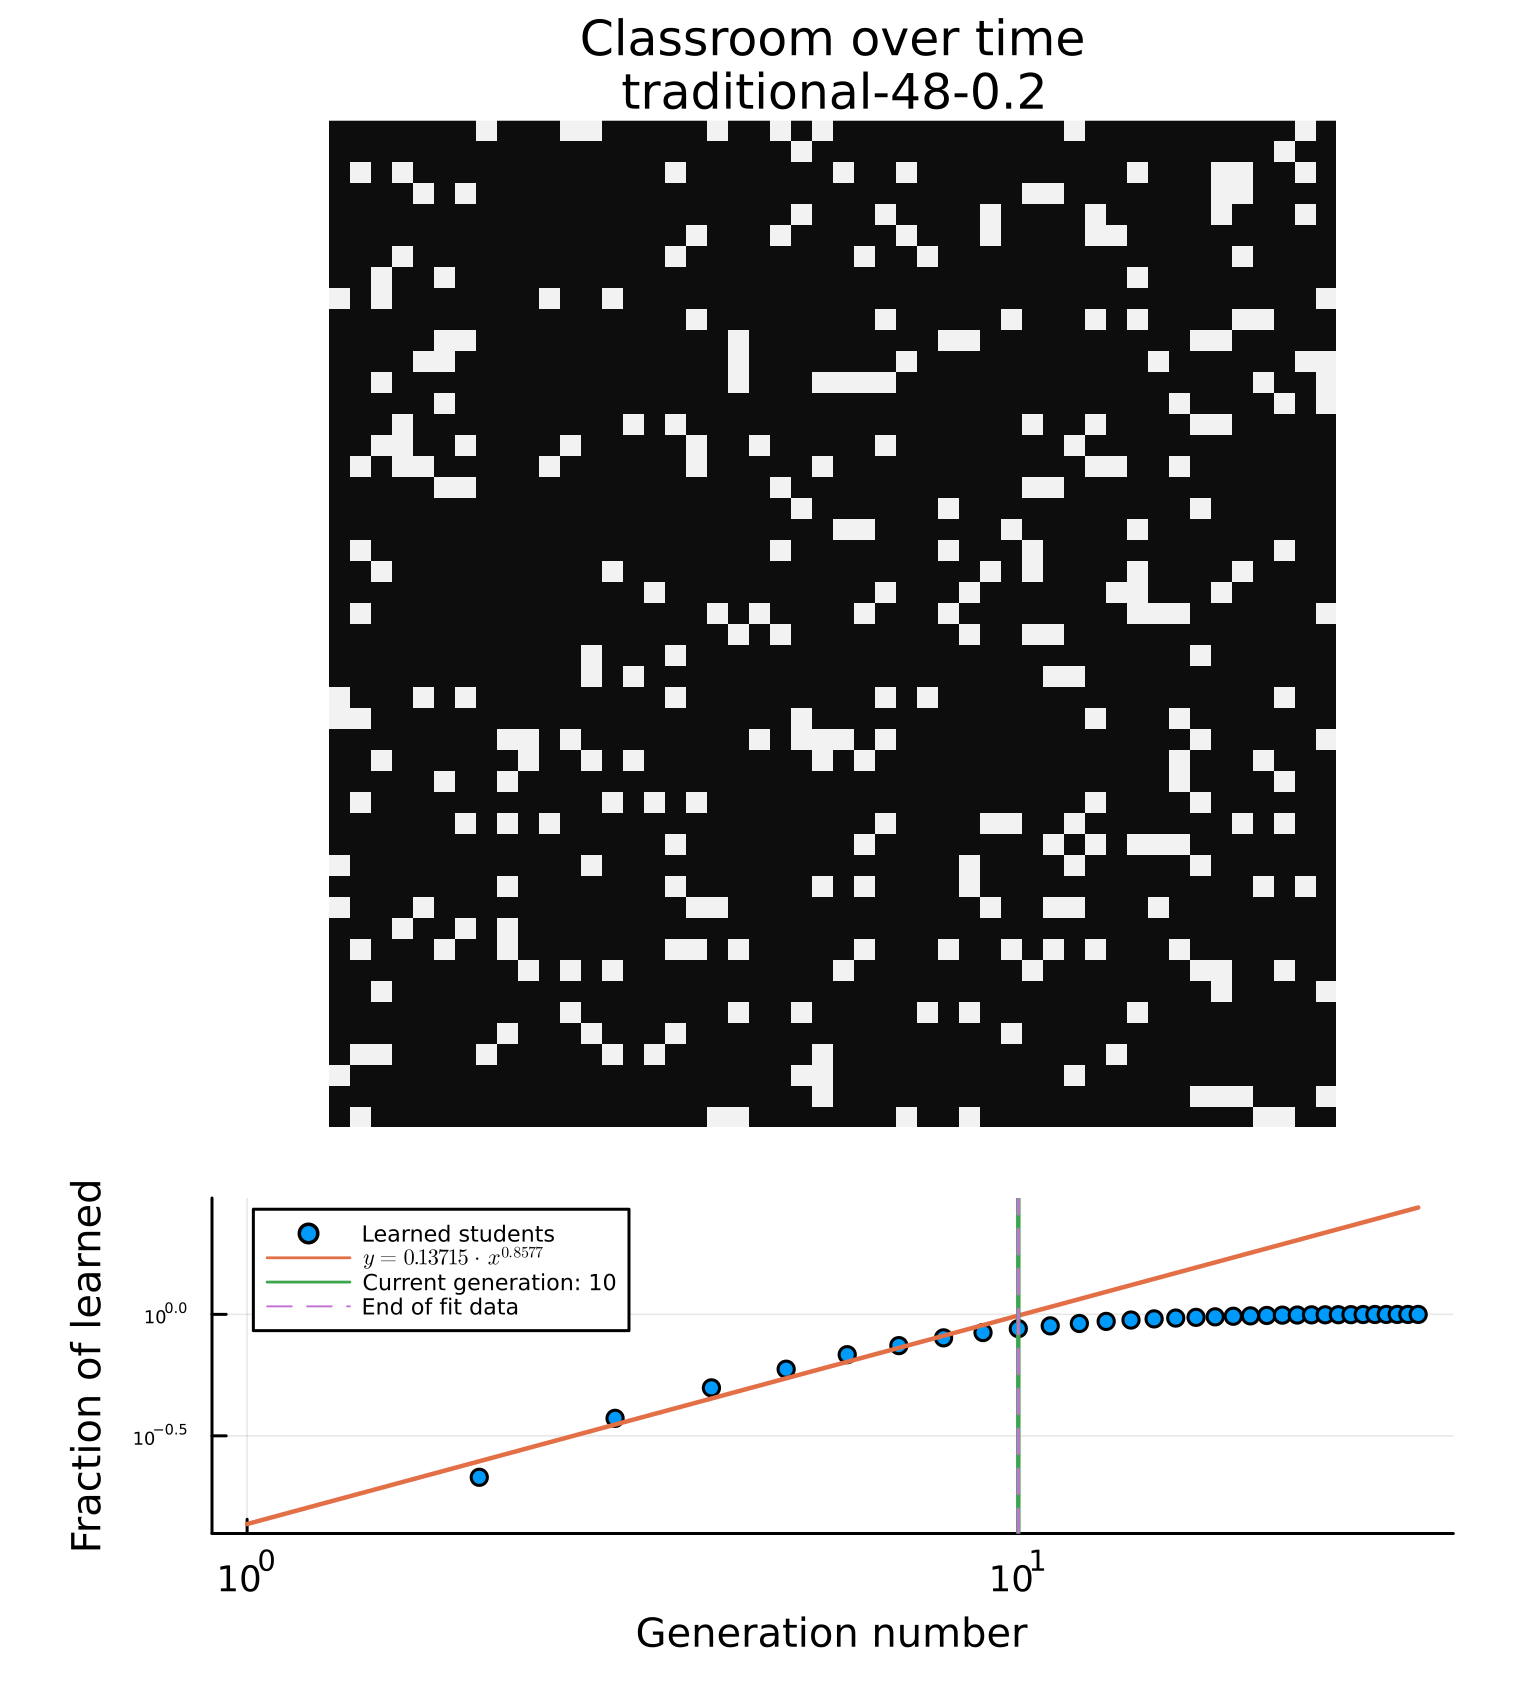 Classroom over time
traditional-48-0.2
Fraction of learned
Learned students
y = 0.13715 · x^0.8577
Current generation: 10
End of fit data
10^0.0
10^−0.5
10^0
10^1
Generation number